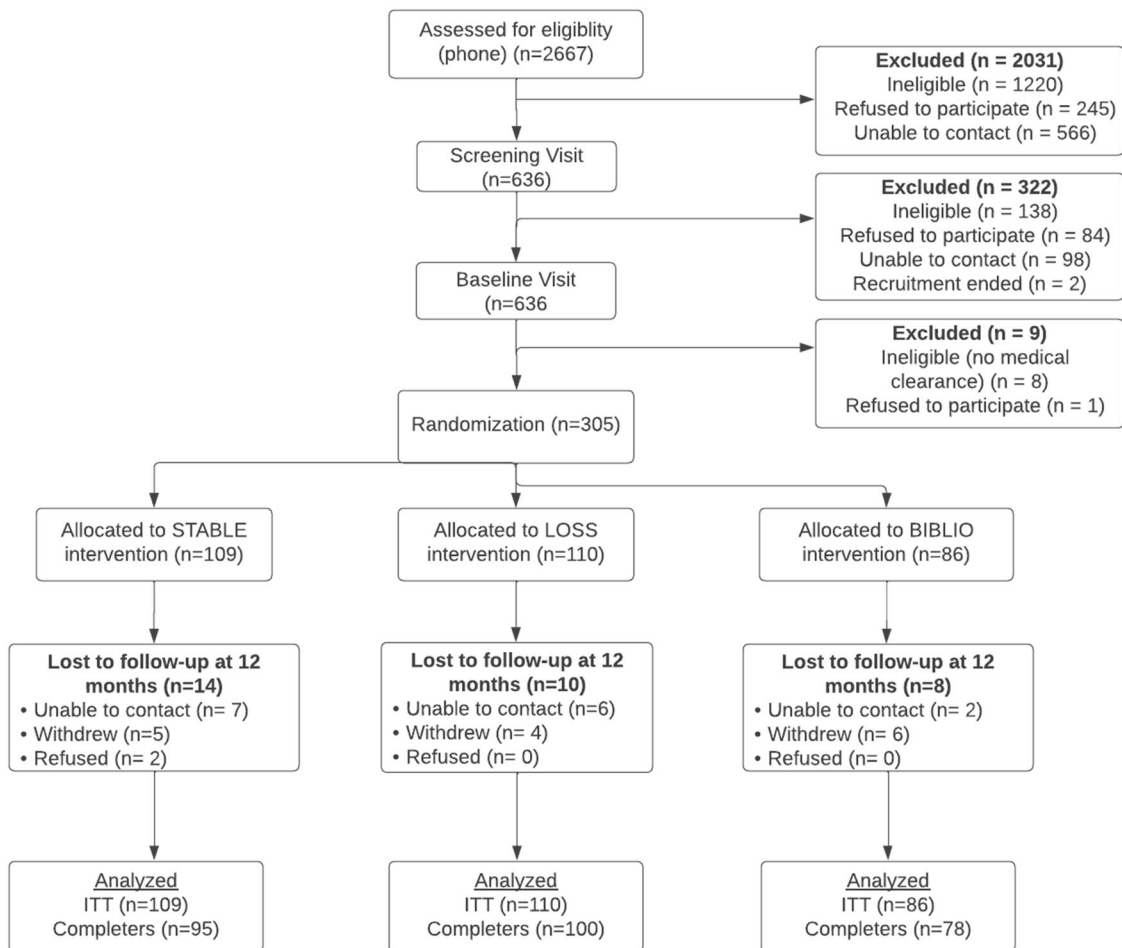 Assessed for eligiblity
(phone) (n=2667)
Excluded (n = 2031)
Ineligible (n = 1220)
Refused to participate (n = 245)
Unable to contact (n = 566)
Screening Visit
(n=636)
Excluded (n = 322)
Ineligible (n = 138)
Refused to participate (n = 84)
Unable to contact (n = 98)
Recruitment ended (n = 2)
Baseline Visit
(n=636
Excluded (n = 9)
Ineligible (no medical
clearance) (n = 8)
Refused to participate (n = 1)
Randomization (n=305)
Allocated to STABLE
intervention (n=109)
Allocated to LOSS
intervention (n=110)
Allocated to BIBLIO
intervention (n=86)
Lost to follow-up at 12
months (n=14)
• Unable to contact (n= 7)
• Withdrew (n=5)
• Refused (n= 2)
Lost to follow-up at 12
months (n=10)
• Unable to contact (n=6)
• Withdrew (n= 4)
• Refused (n= 0)
Lost to follow-up at 12
months (n=8)
• Unable to contact (n= 2)
• Withdrew (n= 6)
• Refused (n= 0)
Analyzed
ITT (n=109)
Completers (n=95)
Analyzed
ITT (n=110)
Completers (n=100)
Analyzed
ITT (n=86)
Completers (n=78)